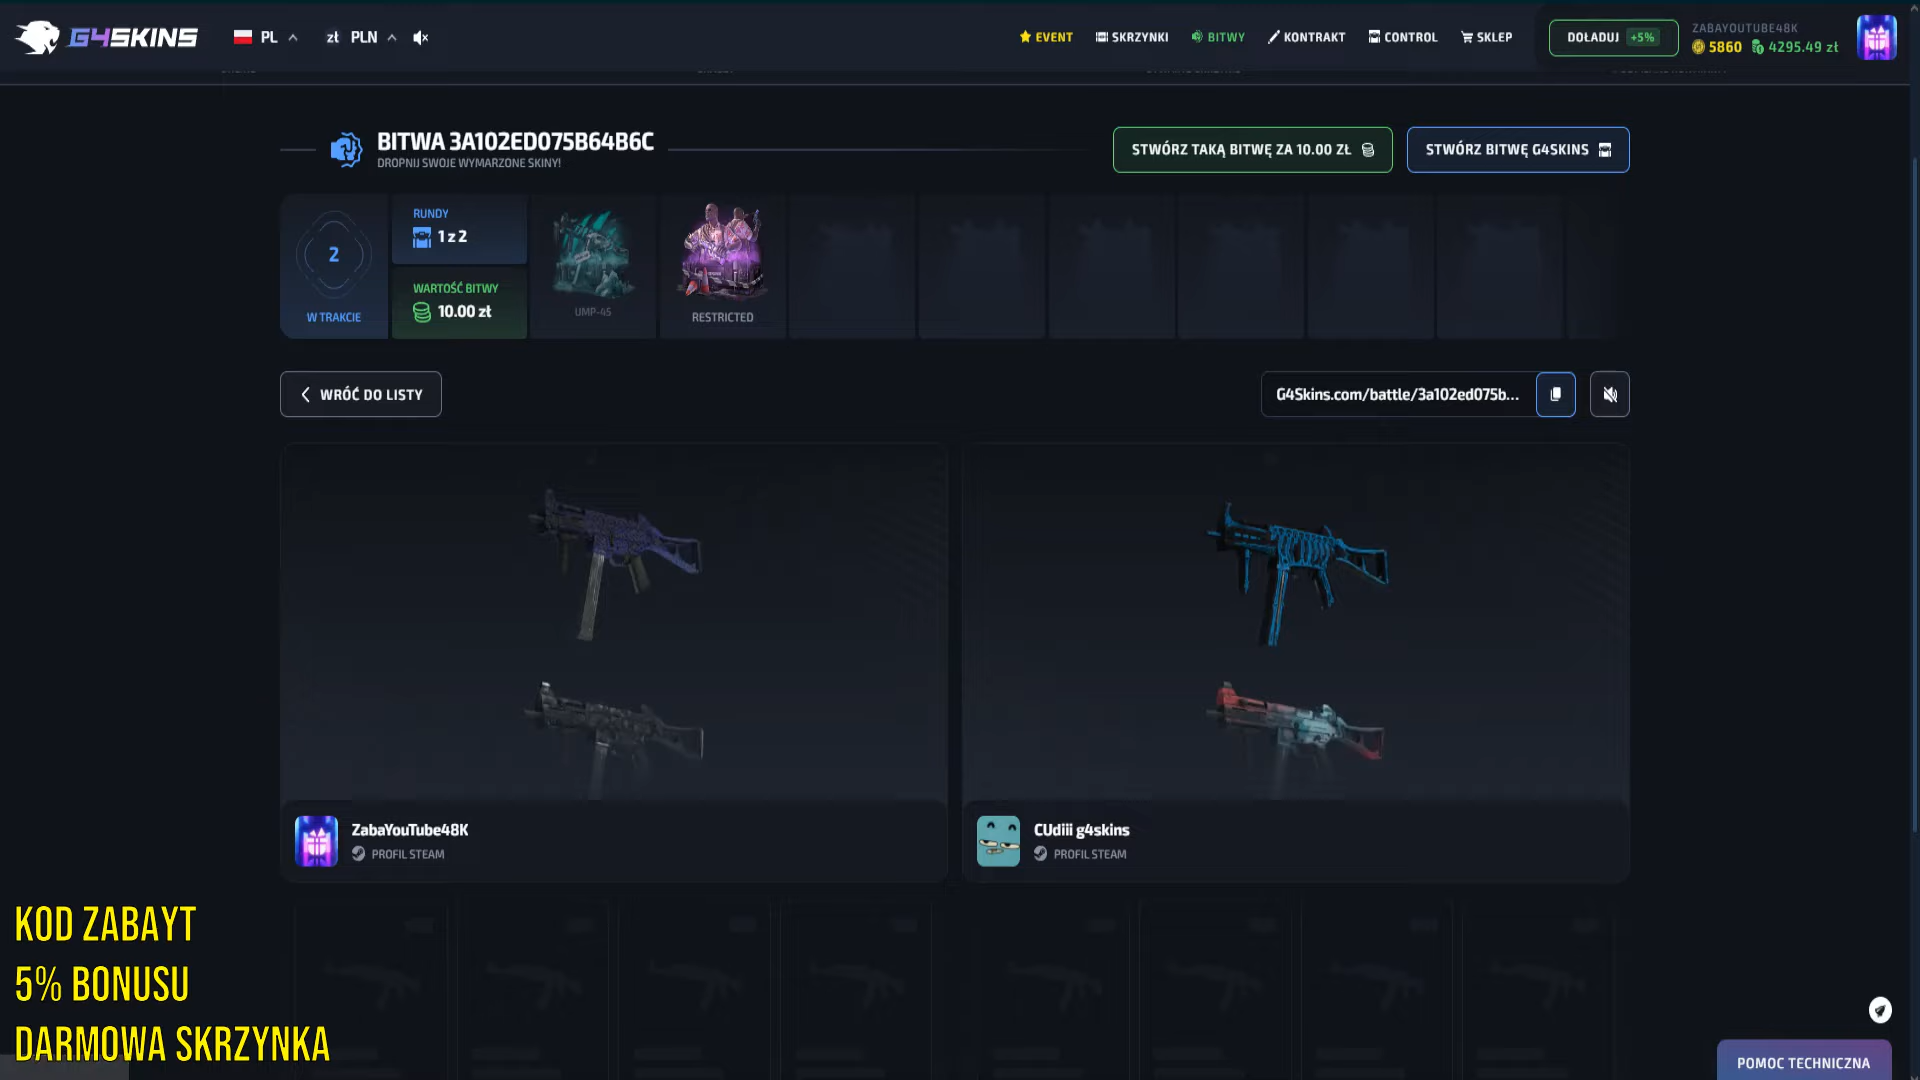 G4SKINS
PL
zł PLN
EVENT
SKRZYNKI
BITWY
KONTRAKT
CONTROL
SKLEP
DOŁADUJ +5%
ZABAYOUTUBE48K
5860 4295.49 zł
BITWA 3A102ED075B64B6C
DROPNIJ SWOJE WYMARZONE SKINY!
STWÓRZ TAKĄ BITWĘ ZA 10.00 ZŁ
STWÓRZ BITWĘ G4SKINS
2
W TRAKCIE
RUNDY
1 z 2
WARTOŚĆ BITWY
10.00 zł
UMP-45
RESTRICTED
WRÓĆ DO LISTY
G4Skins.com/battle/3a102ed075b...
ZabaYouTube48K
PROFIL STEAM
CUdiii g4skins
PROFIL STEAM
KOD ZABAYT
5% BONUSU
DARMOWA SKRZYNKA
POMOC TECHNICZNA